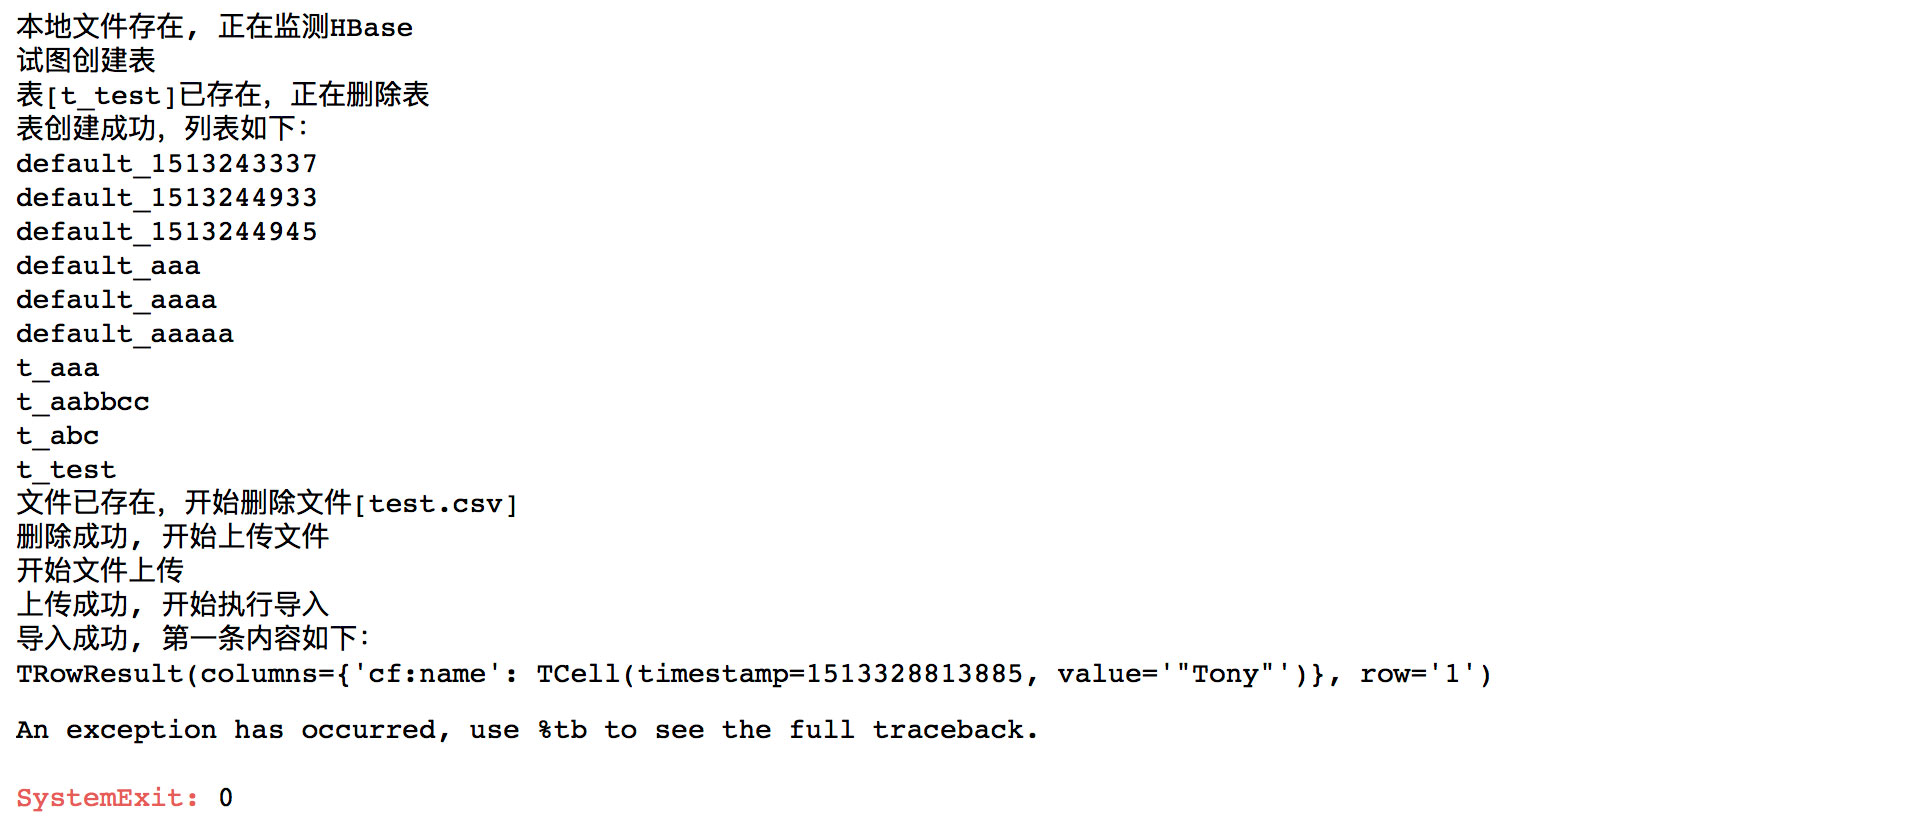 本地文件存在, 正在监测HBase
试图创建表
表[t_test]已存在，正在删除表
表创建成功，列表如下：
default_1513243337
default_1513244933
default_1513244945
default_aaa
default_aaaa
default_aaaaa
t_aaa
t_aabbcc
t_abc
t_test
文件已存在，开始删除文件[test.csv]
删除成功, 开始上传文件
开始文件上传
上传成功, 开始执行导入
导入成功, 第一条内容如下：
TRowResult(columns={'cf:name': TCell(timestamp=1513328813885, value='"Tony"')}, row='1')
An exception has occurred, use %tb to see the full traceback.
SystemExit: 0